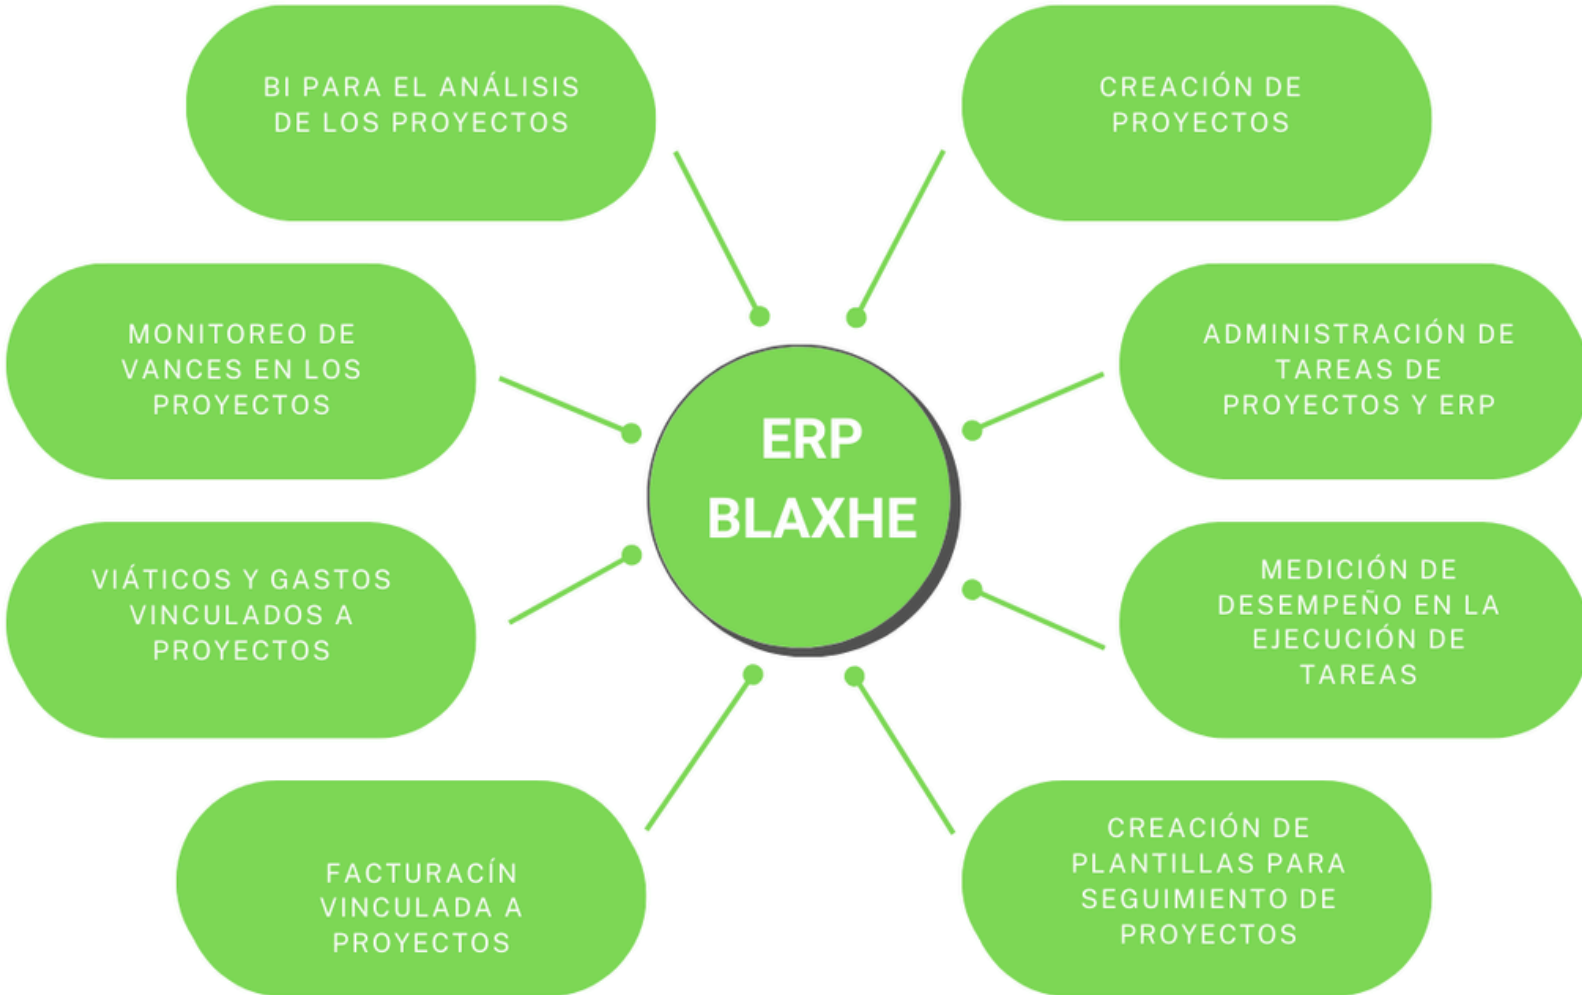 BI PARA EL ANÁLISIS
DE LOS PROYECTOS
CREACIÓN DE
PROYECTOS
MONITOREO DE
VANCES EN LOS
PROYECTOS
ADMINISTRACIÓN DE
TAREAS DE
PROYECTOS Y ERP
ERP
BLAXHE
VIÁTICOS Y GASTOS
VINCULADOS A
PROYECTOS
MEDICIÓN DE
DESEMPEÑO EN LA
EJECUCIÓN DE
TAREAS
FACTURACÍN
VINCULADA A
PROYECTOS
CREACIÓN DE
PLANTILLAS PARA
SEGUIMIENTO DE
PROYECTOS